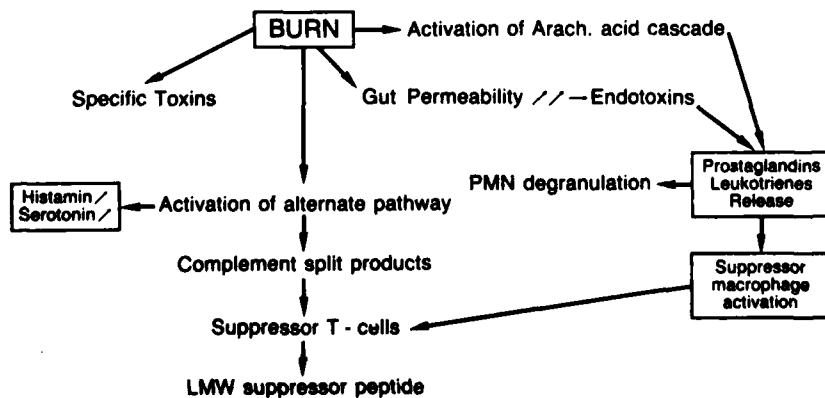 BURN
Activation of Arach. acid cascade
Specific Toxins
Gut Permeability ↗↗ → Endotoxins
Prostaglandins
Leukotrienes
Release
PMN degranulation
Histamin ↗
Serotonin ↗
Activation of alternate pathway
Complement split products
Suppressor
macrophage
activation
Suppressor T - cells
LMW suppressor peptide